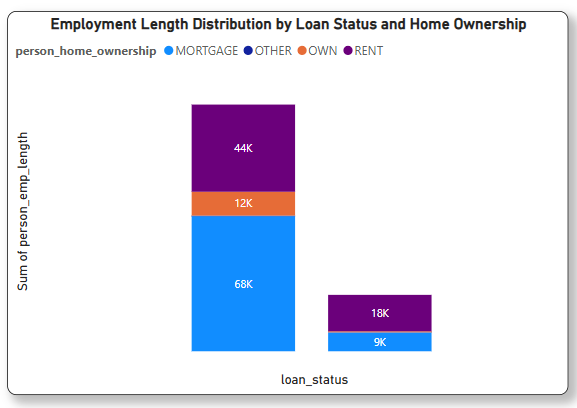 Employment Length Distribution by Loan Status and Home Ownership
person_home_ownership MORTGAGE OTHER OWN RENT
Sum of person_emp_length
44K
12K
68K
18K
9K
loan_status